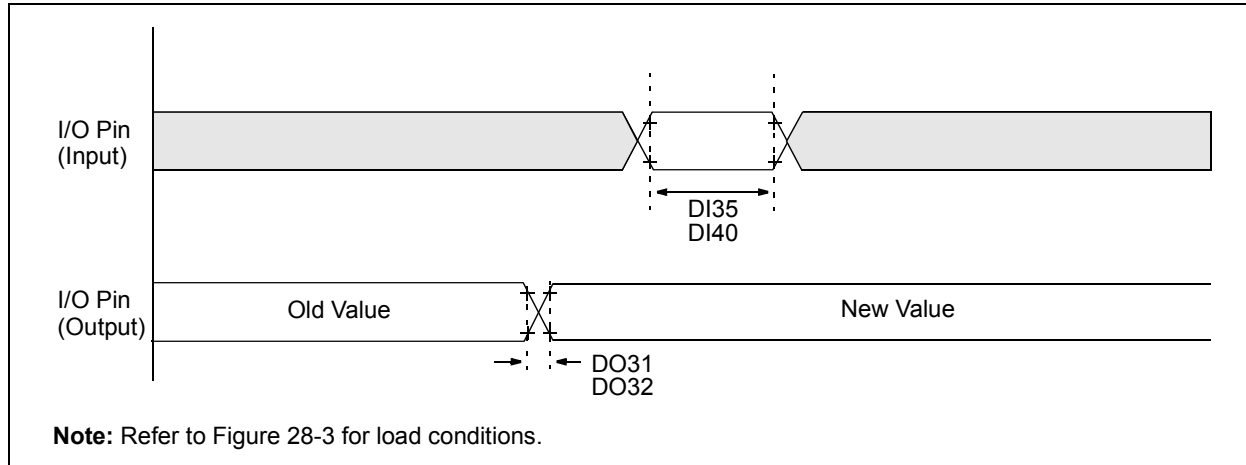 I/O Pin
(Input)
DI35
DI40
I/O Pin
(Output)
Old Value
New Value
DO31
DO32
Note: Refer to Figure 28-3 for load conditions.